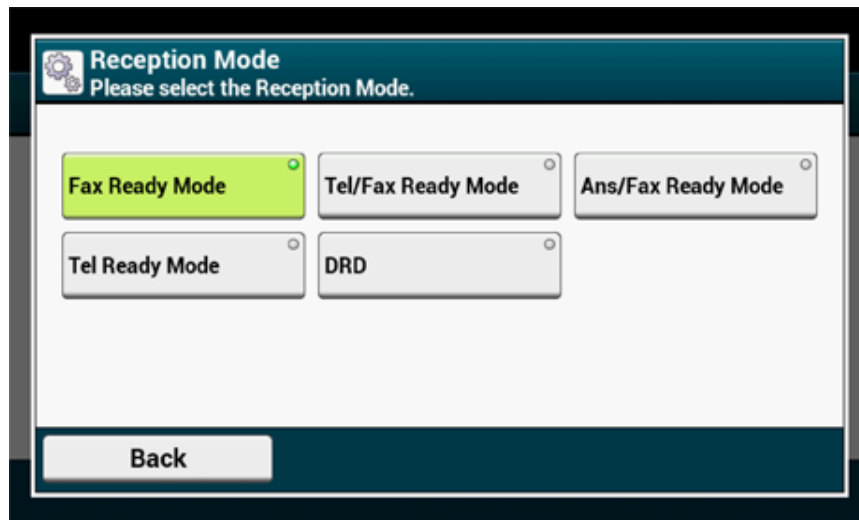 Reception Mode
Please select the Reception Mode.
Fax Ready Mode
Tel/Fax Ready Mode
Ans/Fax Ready Mode
Tel Ready Mode
DRD
Back